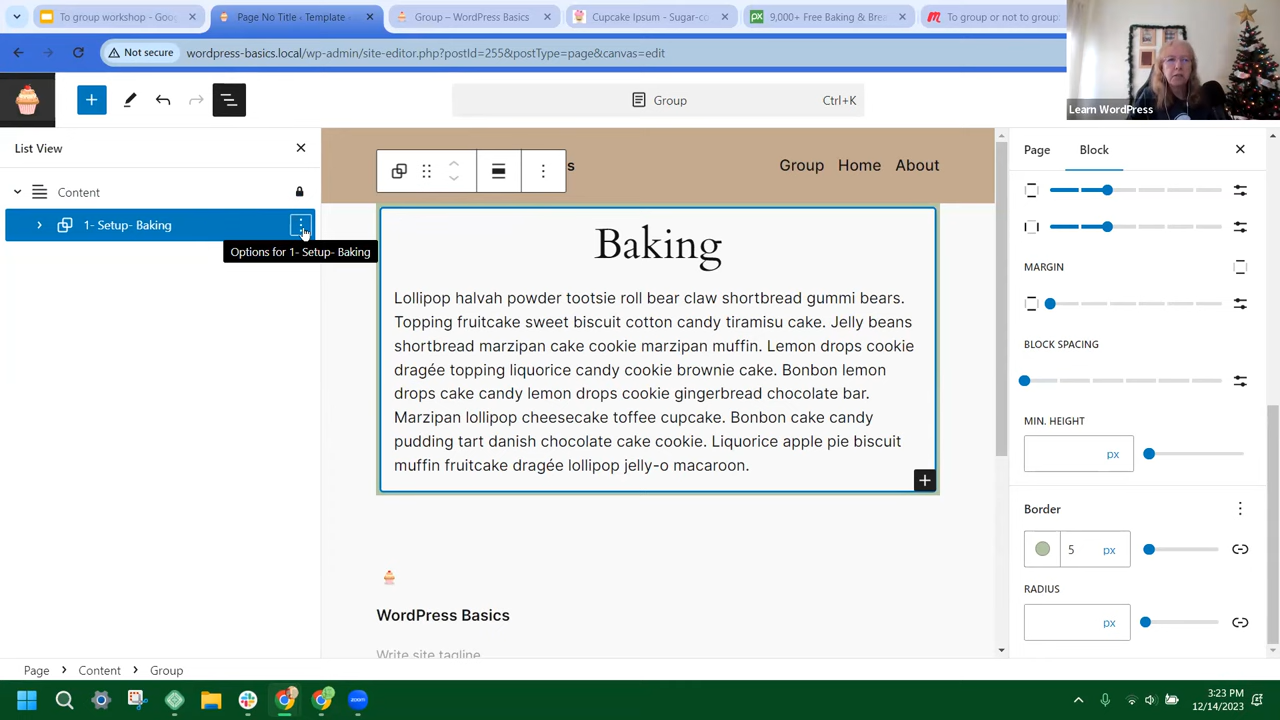 To group workshop - Goog
Page No Title - Template -
Group – WordPress Basics
Cupcake Ipsum - Sugar-co
9,000+ Free Baking & Brea
To group or not to group:
Not secure
wordpress-basics.local/wp-admin/site-editor.php?postId=255&postType=page&canvas=edit
Learn WordPress
Group
Ctrl+K
List View
s
Group
Home
About
Page
Block
Content
1- Setup- Baking
Options for 1- Setup- Baking
Baking
Lollipop halvah powder tootsie roll bear claw shortbread gummi bears.
Topping fruitcake sweet biscuit cotton candy tiramisu cake. Jelly beans
shortbread marzipan cake cookie marzipan muffin. Lemon drops cookie
dragée topping liquorice candy cookie brownie cake. Bonbon lemon
drops cake candy lemon drops cookie gingerbread chocolate bar.
Marzipan lollipop cheesecake toffee cupcake. Bonbon cake candy
pudding tart danish chocolate cake cookie. Liquorice apple pie biscuit
muffin fruitcake dragée lollipop jelly-o macaroon.
MARGIN
BLOCK SPACING
MIN. HEIGHT
px
Border
5 px
RADIUS
px
WordPress Basics
Write site tagline
Page > Content > Group
zoom
3:23 PM
12/14/2023